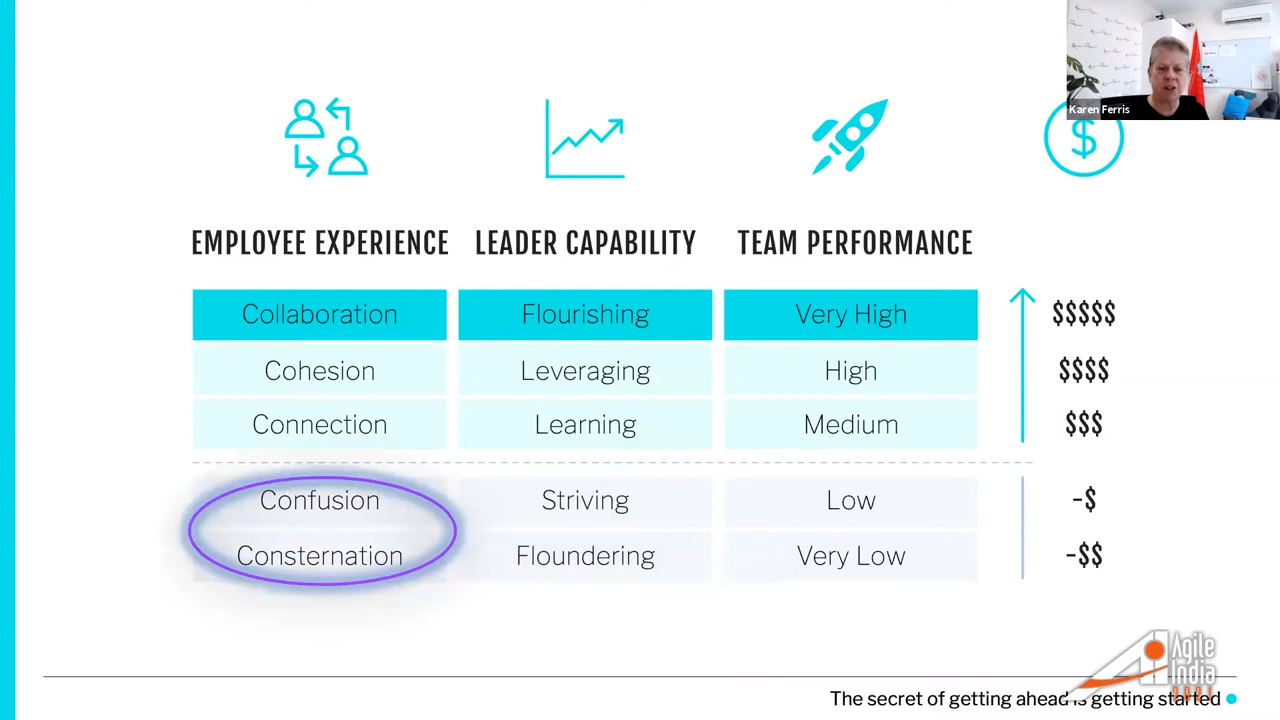 Karen Ferris
$
EMPLOYEE EXPERIENCE LEADER CAPABILITY TEAM PERFORMANCE
Collaboration Flourishing Very High $$$$$
Cohesion Leveraging High $$$$
Connection Learning Medium $$$
Confusion Striving Low -$
Consternation Floundering Very Low -$$
Agile
India
2021
The secret of getting ahead is getting started